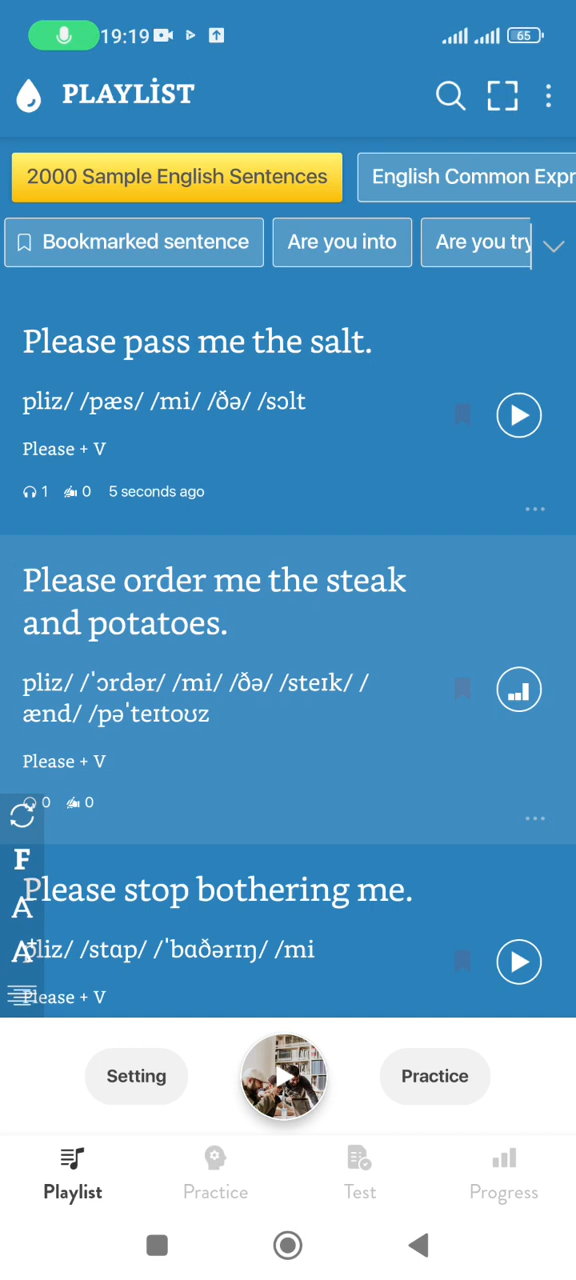 19:19
65
PLAYLİST
2000 Sample English Sentences
English Common Expr
Bookmarked sentence
Are you into
Are you try
Please pass me the salt.
pliz/ /pæs/ /mi/ /ðə/ /sɔlt
Please + V
1
0
5 seconds ago
Please order me the steak
and potatoes.
pliz/ /ˈɔrdər/ /mi/ /ðə/ /steɪk/ /
ænd/ /pəˈteɪtoʊz
Please + V
0
0
F
A
A
Please stop bothering me.
pliz/ /stɑp/ /ˈbɑðərɪŋ/ /mi
Please + V
Setting
Practice
Playlist
Practice
Test
Progress